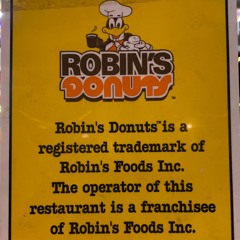 ROBIN'S
DONUTS™
Robin's Donuts™ is a
registered trademark of
Robin's Foods Inc.
The operator of this
restaurant is a franchisee
of Robin's Foods Inc.